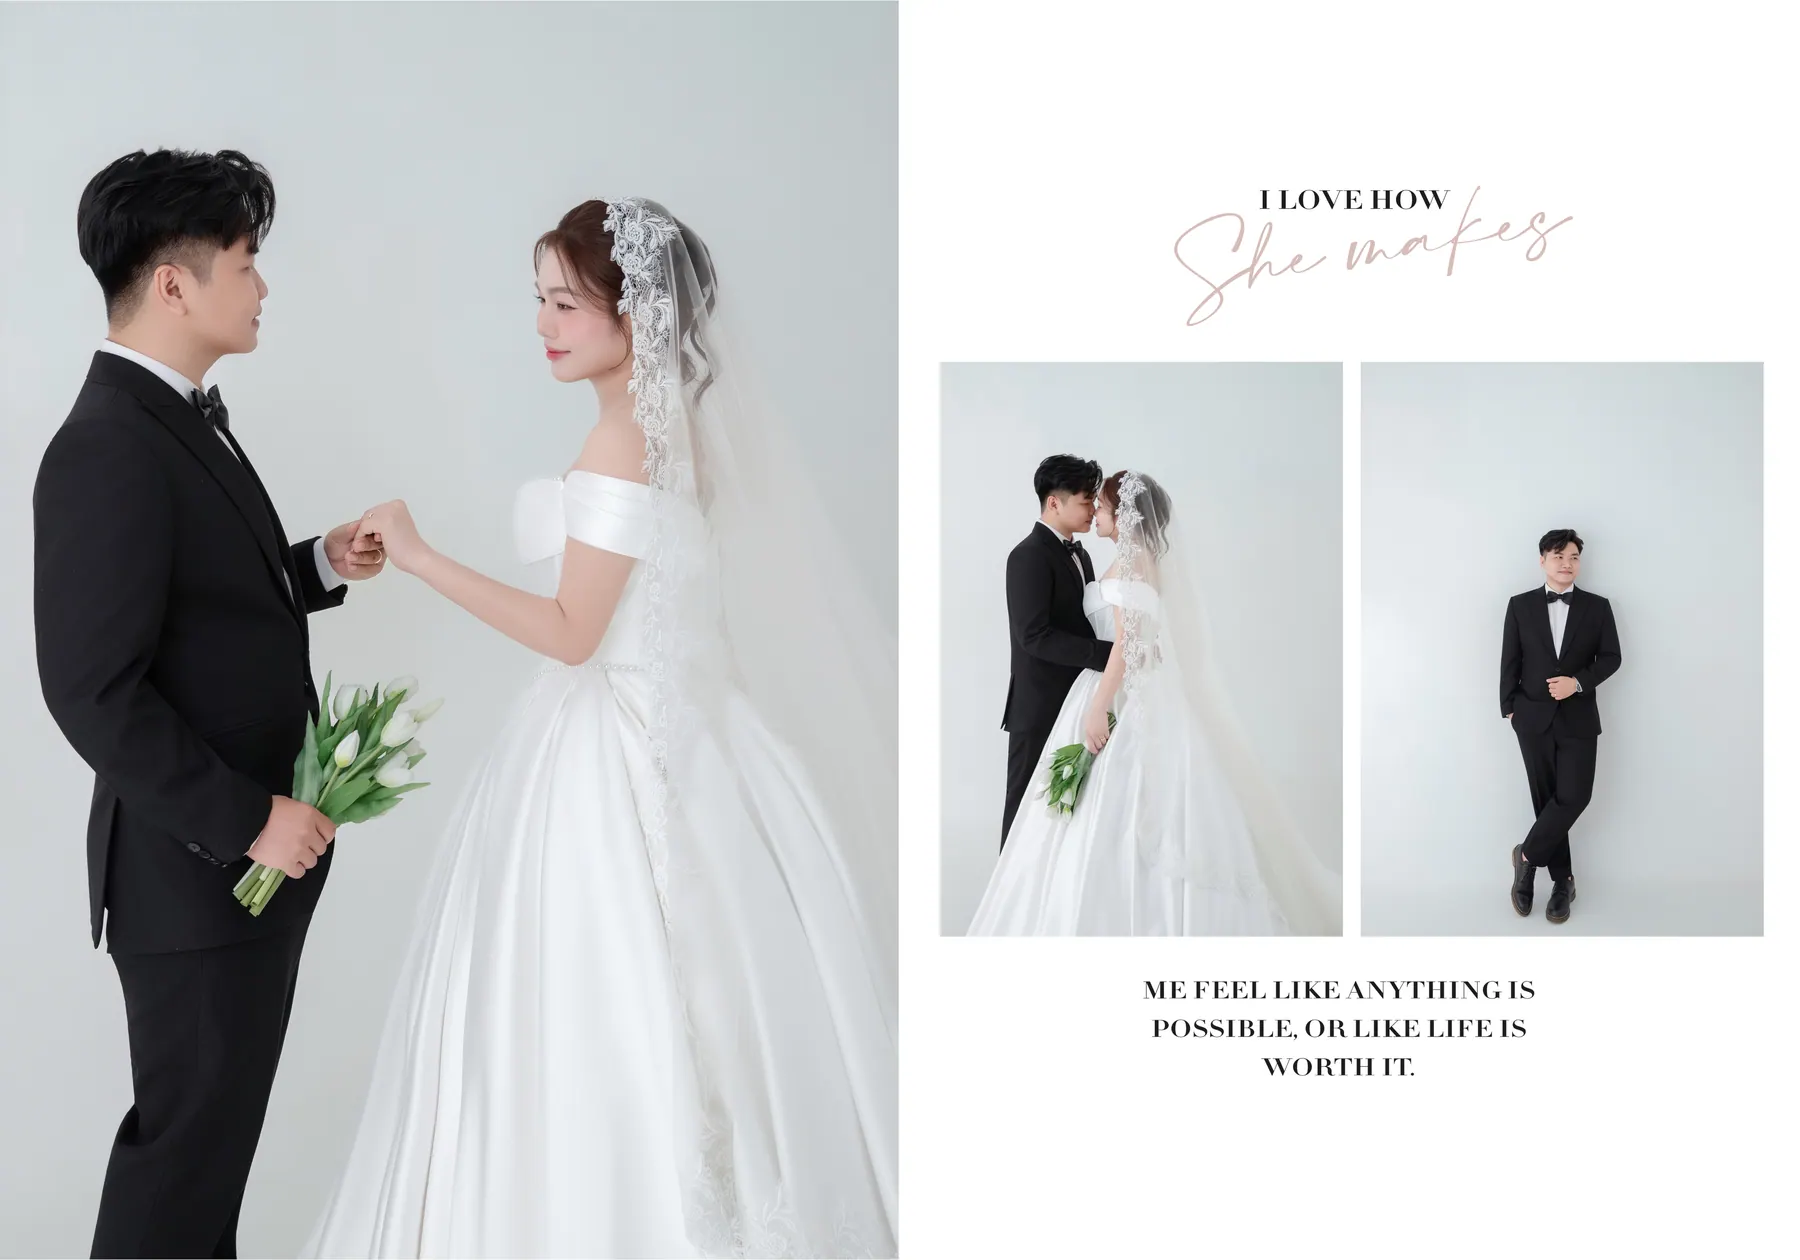 I LOVE HOW
She makes
ME FEEL LIKE ANYTHING IS
POSSIBLE, OR LIKE LIFE IS
WORTH IT.